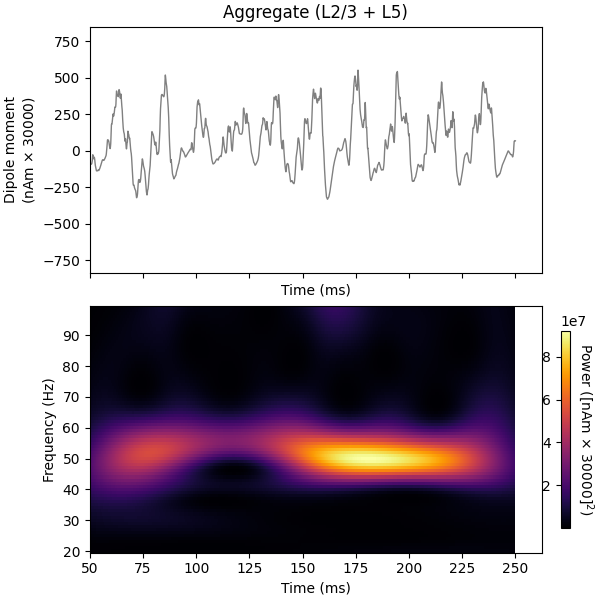 Aggregate (L2/3 + L5)
Dipole moment
(nAm × 30000)
750
500
250
0
−250
−500
−750
Time (ms)
Frequency (Hz)
90
80
70
60
50
40
30
20
50 75 100 125 150 175 200 225 250
Time (ms)
1e7
8
6
4
2
Power ([nAm × 30000]²)